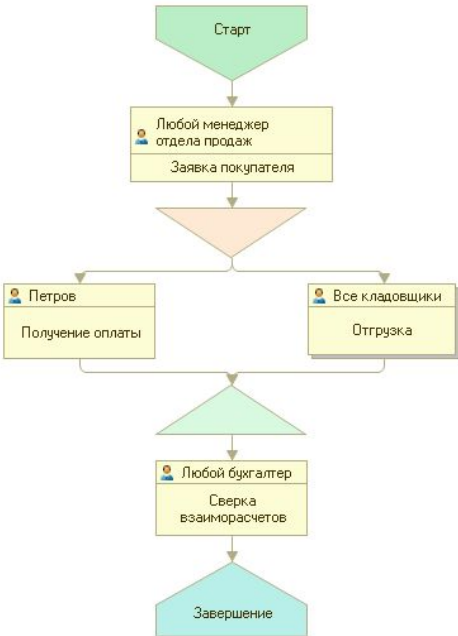 Старт
Любой менеджер
отдела продаж
Заявка покупателя
Петров
Получение оплаты
Все кладовщики
Отгрузка
Любой бухгалтер
Сверка
взаиморасчетов
Завершение